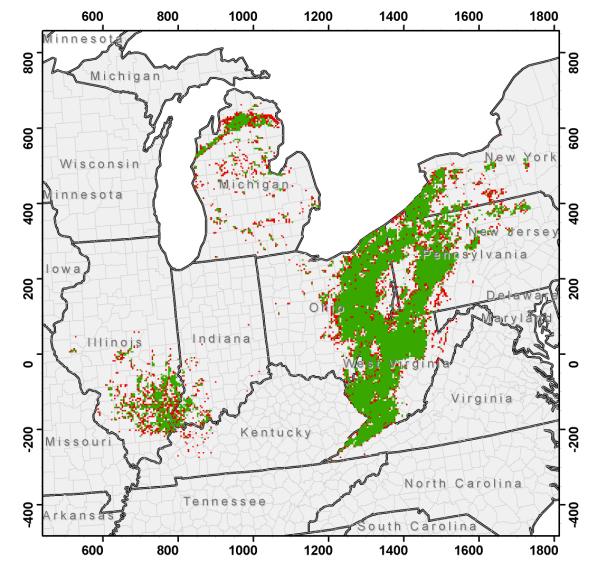 600 800 1000 1200 1400 1600 1800
Minnesota
800 800
Michigan
600 600
Wisconsin New York
Minnesota Michigan
400 400
New Jersey
Pennsylvania
Iowa
200 Ohio Delaware 200
Maryland
Illinois Indiana
0 West Virginia 0
Virginia
-200 Missouri Kentucky -200
North Carolina
Tennessee
-400 Arkansas -400
South Carolina
600 800 1000 1200 1400 1600 1800